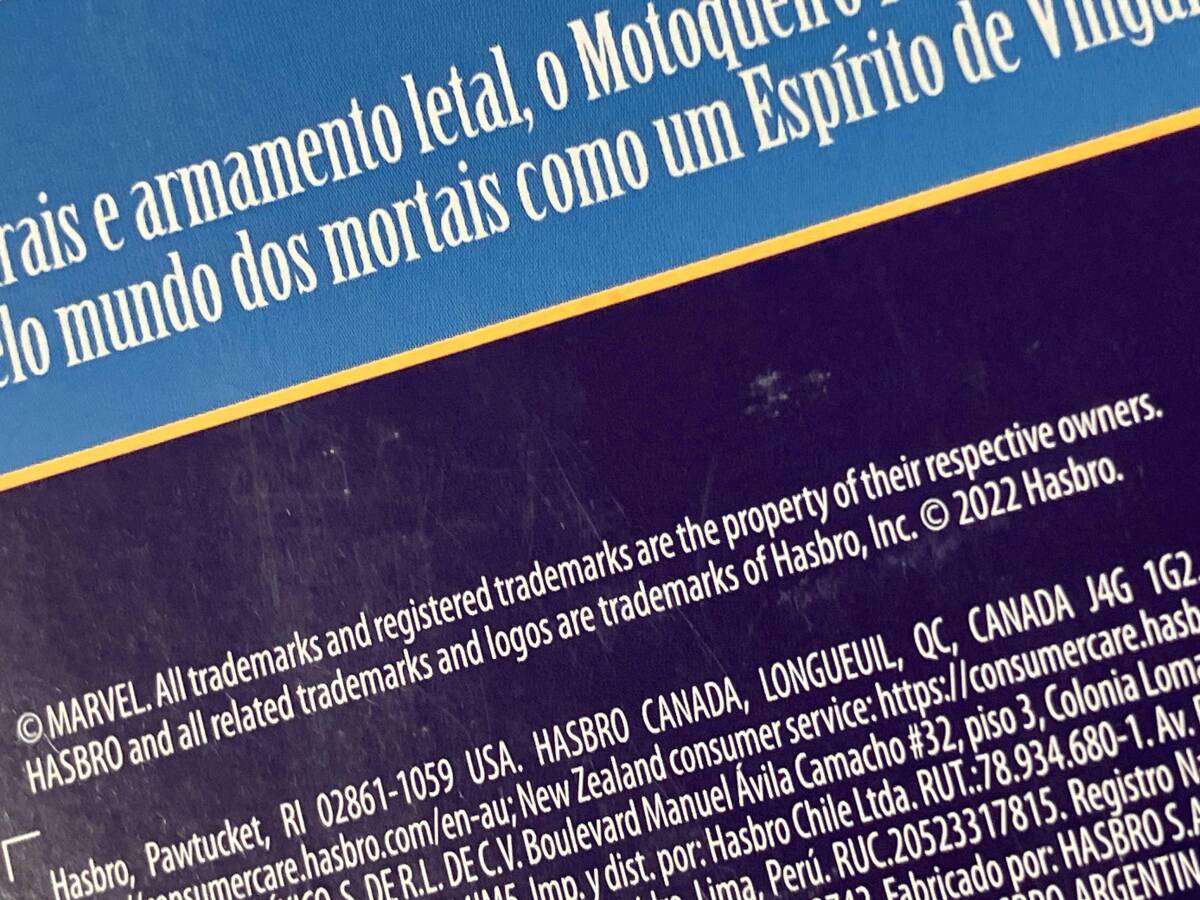 rais e armamento letal, o Motoqueiro
elo mundo dos mortais como um Espírito de
© MARVEL. All trademarks and registered trademarks are the property of their respective owners.
HASBRO and all related trademarks and logos are trademarks of Hasbro, Inc. © 2022 Hasbro.
Hasbro, Pawtucket, RI 02861-1059 USA. HASBRO CANADA, LONGUEUIL, QC, CANADA J4G 1G2.
consumercare.hasbro.com/en-au; New Zealand consumer service: https://consumercare.hasb
S. DE R.L. DE C.V. Boulevard Manuel Ávila Camacho #32, piso 3, Colonia Loma
Imp. y dist. por: Hasbro Chile Ltda. RUT.:78.934.680-1. Av.
Lima, Perú. RUC.20523317815. Registro
Fabricado por: HASBRO S.
ARGENTIN